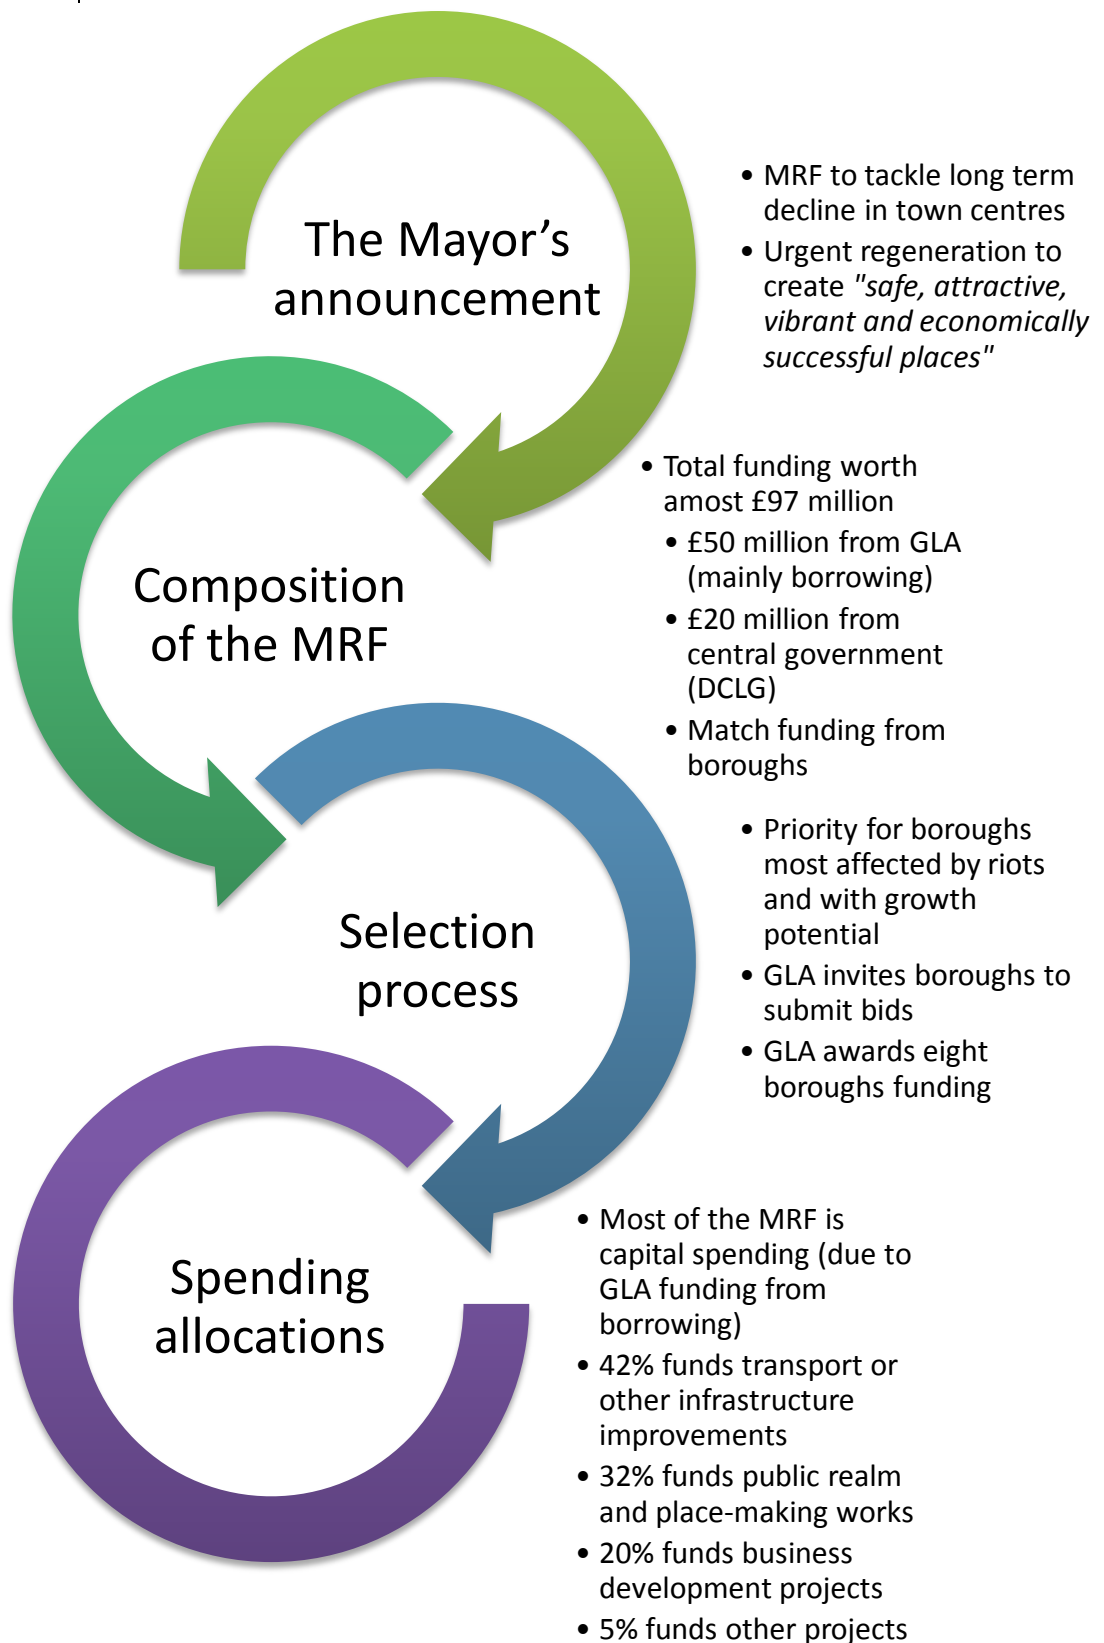 The Mayor's
announcement
• MRF to tackle long term
decline in town centres
• Urgent regeneration to
create "safe, attractive,
vibrant and economically
successful places"
Composition
of the MRF
• Total funding worth
amost £97 million
• £50 million from GLA
(mainly borrowing)
• £20 million from
central government
(DCLG)
• Match funding from
boroughs
Selection
process
• Priority for boroughs
most affected by riots
and with growth
potential
• GLA invites boroughs to
submit bids
• GLA awards eight
boroughs funding
Spending
allocations
• Most of the MRF is
capital spending (due to
GLA funding from
borrowing)
• 42% funds transport or
other infrastructure
improvements
• 32% funds public realm
and place-making works
• 20% funds business
development projects
• 5% funds other projects